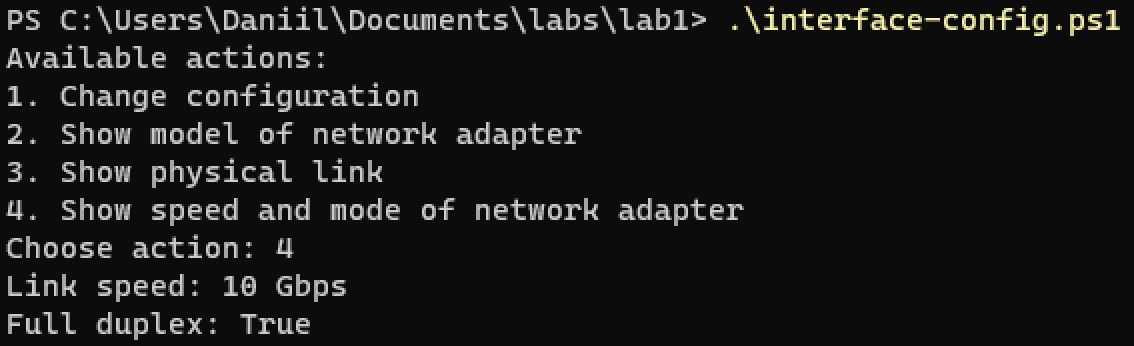 PS C:\Users\Daniil\Documents\labs\lab1> .\interface-config.ps1
Available actions:
1. Change configuration
2. Show model of network adapter
3. Show physical link
4. Show speed and mode of network adapter
Choose action: 4
Link speed: 10 Gbps
Full duplex: True